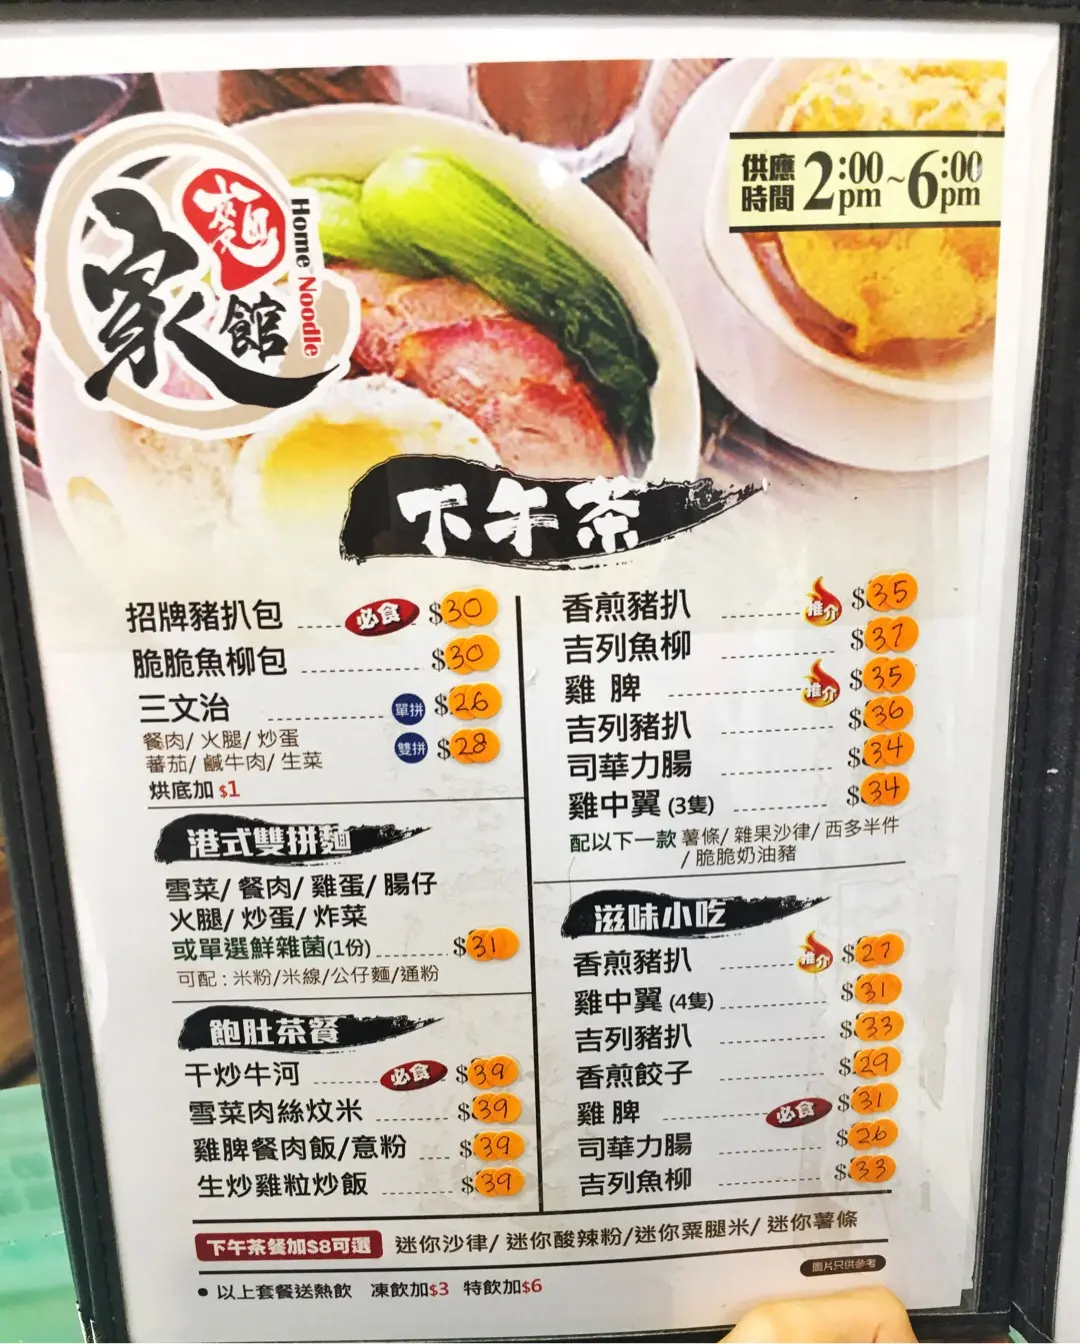 家麵館
Home Noodle
供應時間 2:00pm~6:00pm
下午茶
招牌豬扒包 必食 $30
脆脆魚柳包 $30
三文治 單拼 $26
餐肉/ 火腿/ 炒蛋 雙拼 $28
蕃茄/ 鹹牛肉/ 生菜
烘底加 $1
港式雙拼麵
雪菜/ 餐肉/ 雞蛋/ 腸仔
火腿/ 炒蛋/ 炸菜
或單選鮮雜菌(1份) $31
可配 : 米粉/米線/公仔麵/通粉
飽肚茶餐
干炒牛河 必食 $39
雪菜肉絲炆米 $39
雞脾餐肉飯/意粉 $39
生炒雞粒炒飯 $39
香煎豬扒 推介 $35
吉列魚柳 $37
雞 脾 推介 $35
吉列豬扒 $36
司華力腸 $34
雞中翼 (3隻) $34
配以下一款 薯條/ 雜果沙律/ 西多半件
/ 脆脆奶油豬
滋味小吃
香煎豬扒 推介 $27
雞中翼 (4隻) $31
吉列豬扒 $33
香煎餃子 $29
雞 脾 必食 $31
司華力腸 $26
吉列魚柳 $33
下午茶餐加$8可選 迷你沙律/ 迷你酸辣粉/迷你粟腿米/ 迷你薯條
圖片只供參考
• 以上套餐送熱飲 凍飲加$3 特飲加$6